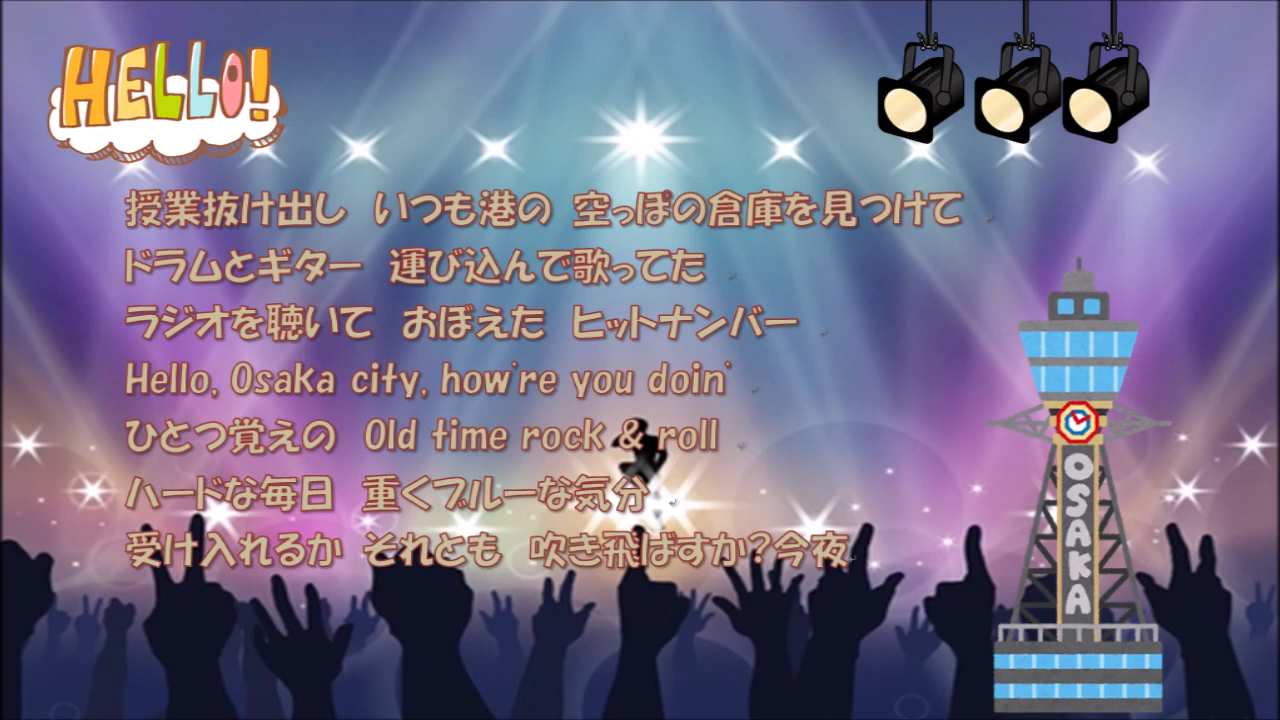 HELLO!
授業抜け出し いつも港の 空っぽの倉庫を見つけて
ドラムとギター 運び込んで歌ってた
ラジオを聴いて おぼえた ヒットナンバー
Hello, Osaka city, how're you doin'
ひとつ覚えの Old time rock & roll
ハードな毎日 重くブルーな気分
受け入れるか それとも 吹き飛ばすか?今夜
OSAKA